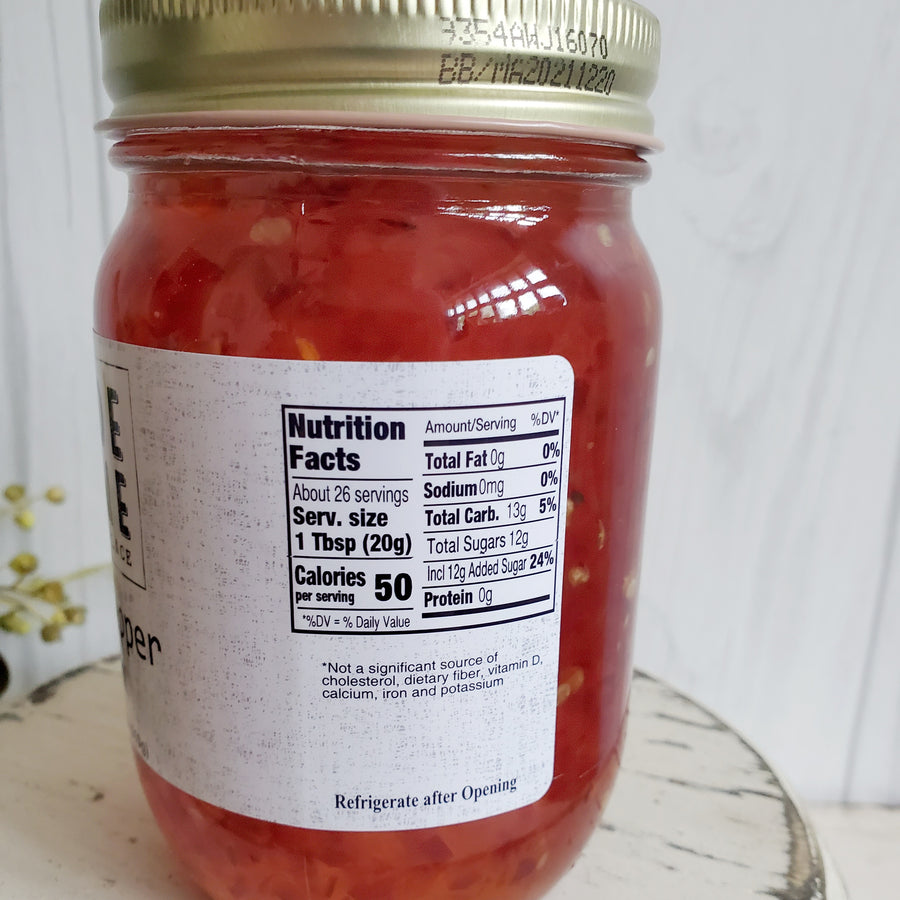 9354AWJ16070
BB/MA20211220
E
E
ACE
pper
Nutrition
Facts
About 26 servings
Serv. size
1 Tbsp (20g)
Calories 50
per serving
*%DV = % Daily Value
Amount/Serving %DV*
Total Fat 0g 0%
Sodium 0mg 0%
Total Carb. 13g 5%
Total Sugars 12g
Incl 12g Added Sugar 24%
Protein 0g
*Not a significant source of
cholesterol, dietary fiber, vitamin D,
calcium, iron and potassium
Refrigerate after Opening